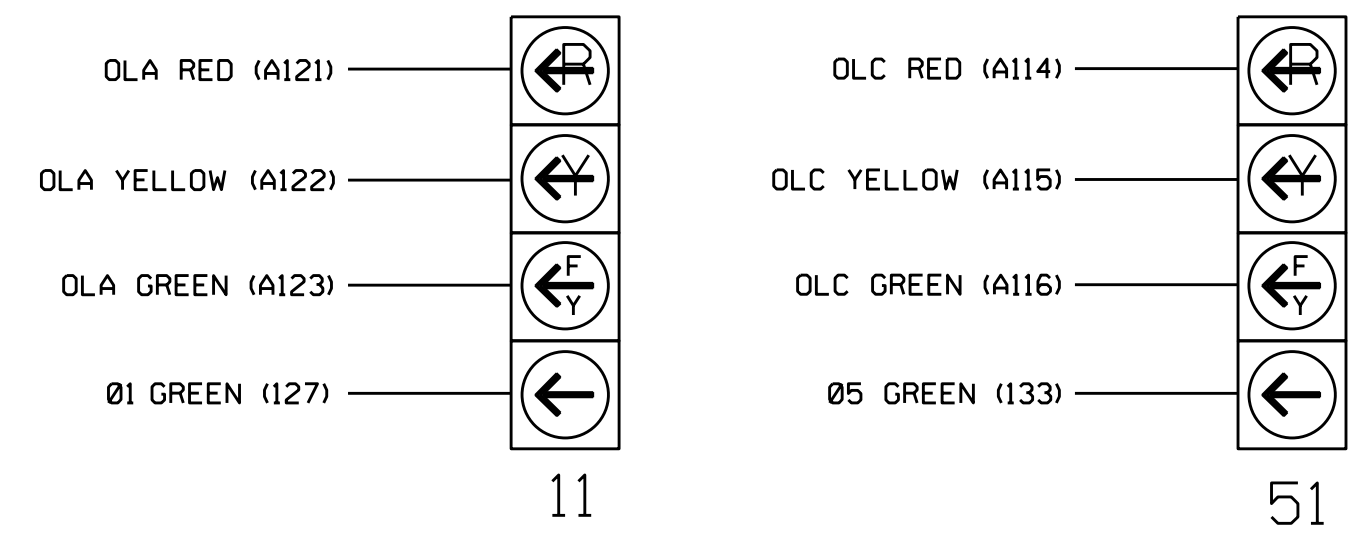 OLA RED (A121)
R
OLA YELLOW (A122)
Y
OLA GREEN (A123)
F
Y
Ø1 GREEN (127)
11
OLC RED (A114)
R
OLC YELLOW (A115)
Y
OLC GREEN (A116)
F
Y
Ø5 GREEN (133)
51